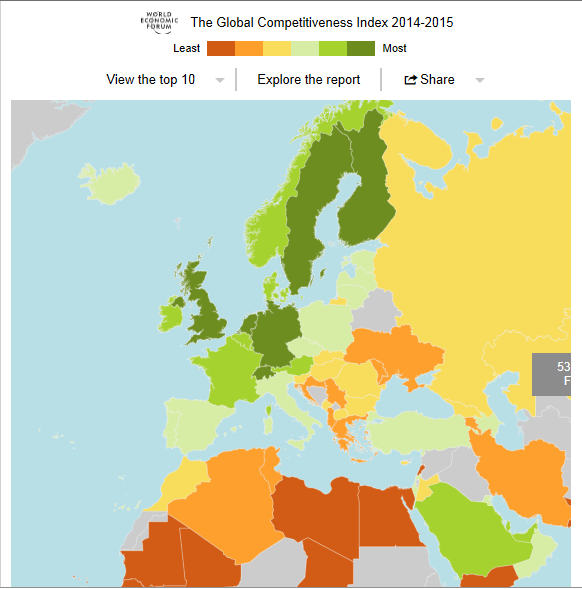 WORLD
ECONOMIC
FORUM
The Global Competitiveness Index 2014-2015
Least Most
View the top 10 Explore the report Share
53
F